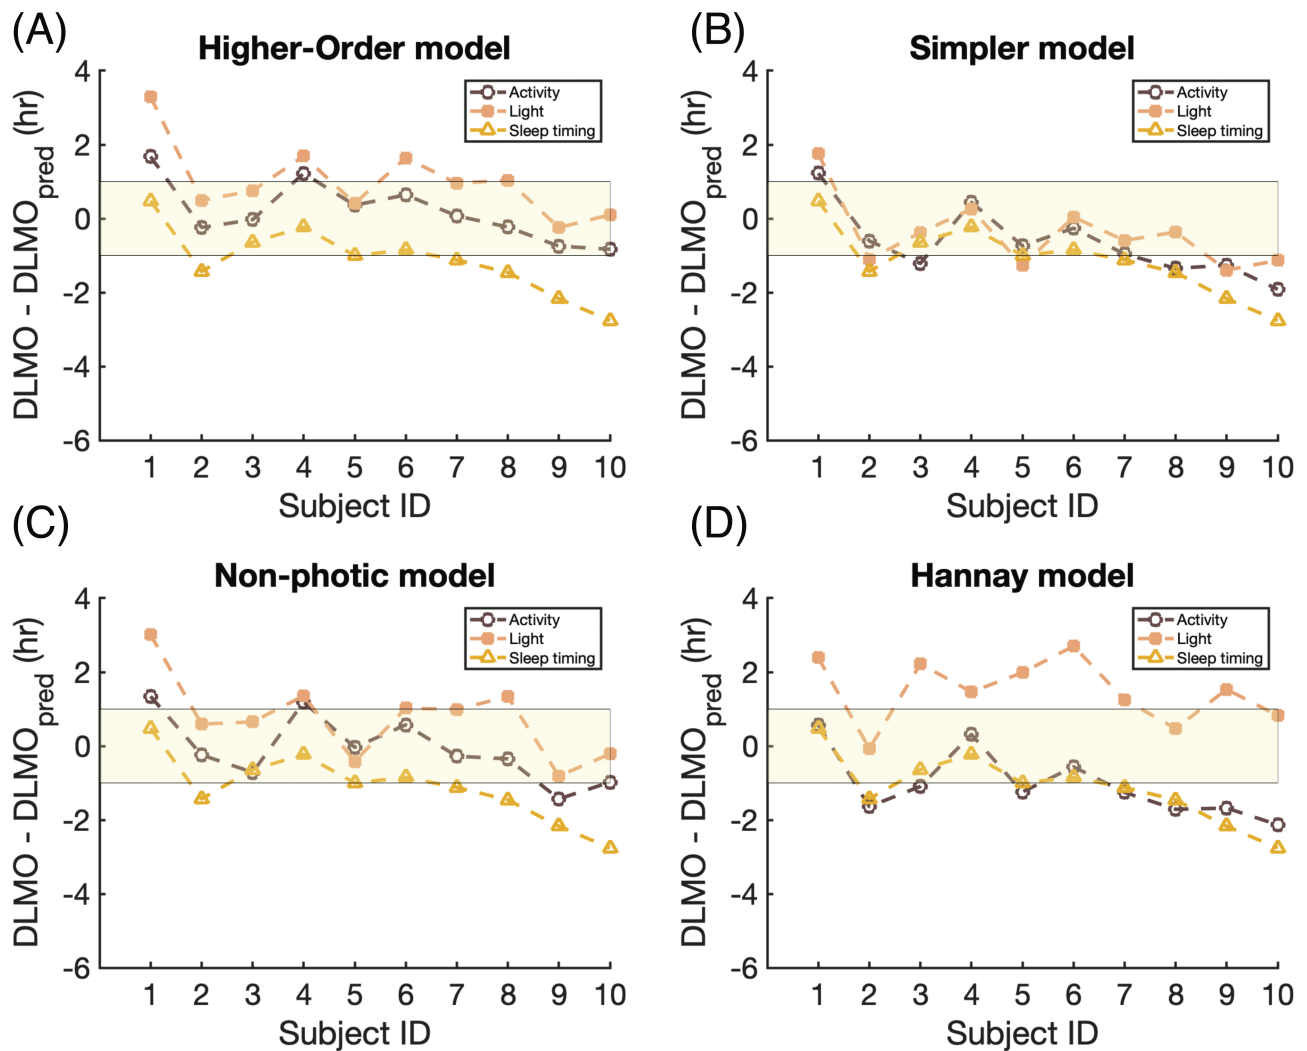 (A)
Higher-Order model
DLMO - DLMOpred (hr)
4
2
0
-2
-4
-6
Activity
Light
Sleep timing
1 2 3 4 5 6 7 8 9 10
Subject ID
(B)
Simpler model
DLMO - DLMOpred (hr)
4
2
0
-2
-4
-6
Activity
Light
Sleep timing
1 2 3 4 5 6 7 8 9 10
Subject ID
(C)
Non-photic model
DLMO - DLMOpred (hr)
4
2
0
-2
-4
-6
Activity
Light
Sleep timing
1 2 3 4 5 6 7 8 9 10
Subject ID
(D)
Hannay model
DLMO - DLMOpred (hr)
4
2
0
-2
-4
-6
Activity
Light
Sleep timing
1 2 3 4 5 6 7 8 9 10
Subject ID